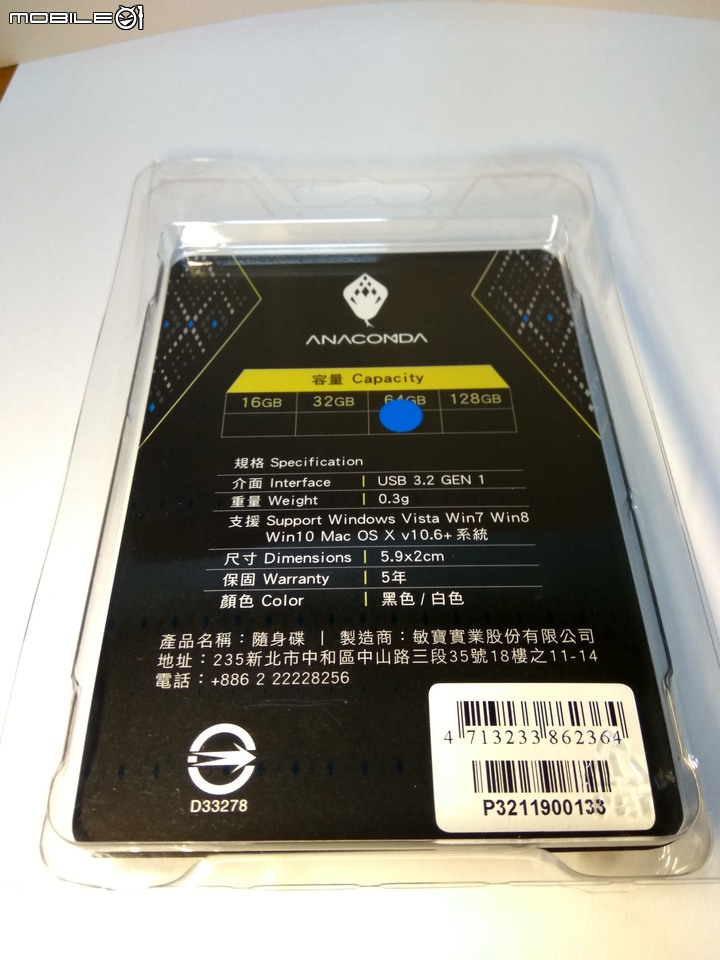 MOBILE01
ANACONDA
容量 Capacity
16GB 32GB 64GB 128GB
規格 Specification
介面 Interface | USB 3.2 GEN 1
重量 Weight | 0.3g
支援 Support Windows Vista Win7 Win8
Win10 Mac OS X v10.6+系統
尺寸 Dimensions | 5.9x2cm
保固 Warranty | 5年
顏色 Color | 黑色/白色
產品名稱:隨身碟 | 製造商:敏寶實業股份有限公司
地址:235新北市中和區中山路三段35號18樓之11-14
電話:+886 2 22228256
D33278
4 713233 862364
P3211900133